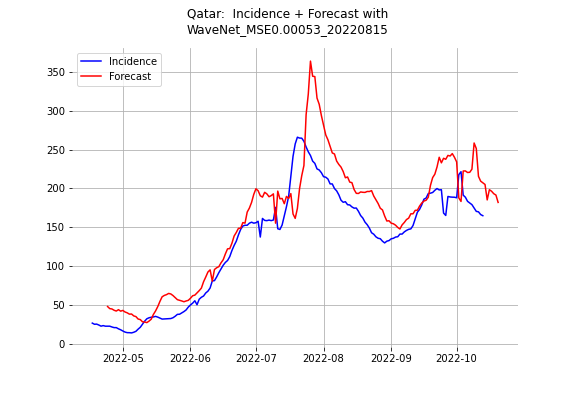 Qatar:  Incidence + Forecast with
WaveNet_MSE0.00053_20220815
Incidence
Forecast
350
300
250
200
150
100
50
0
2022-05 2022-06 2022-07 2022-08 2022-09 2022-10